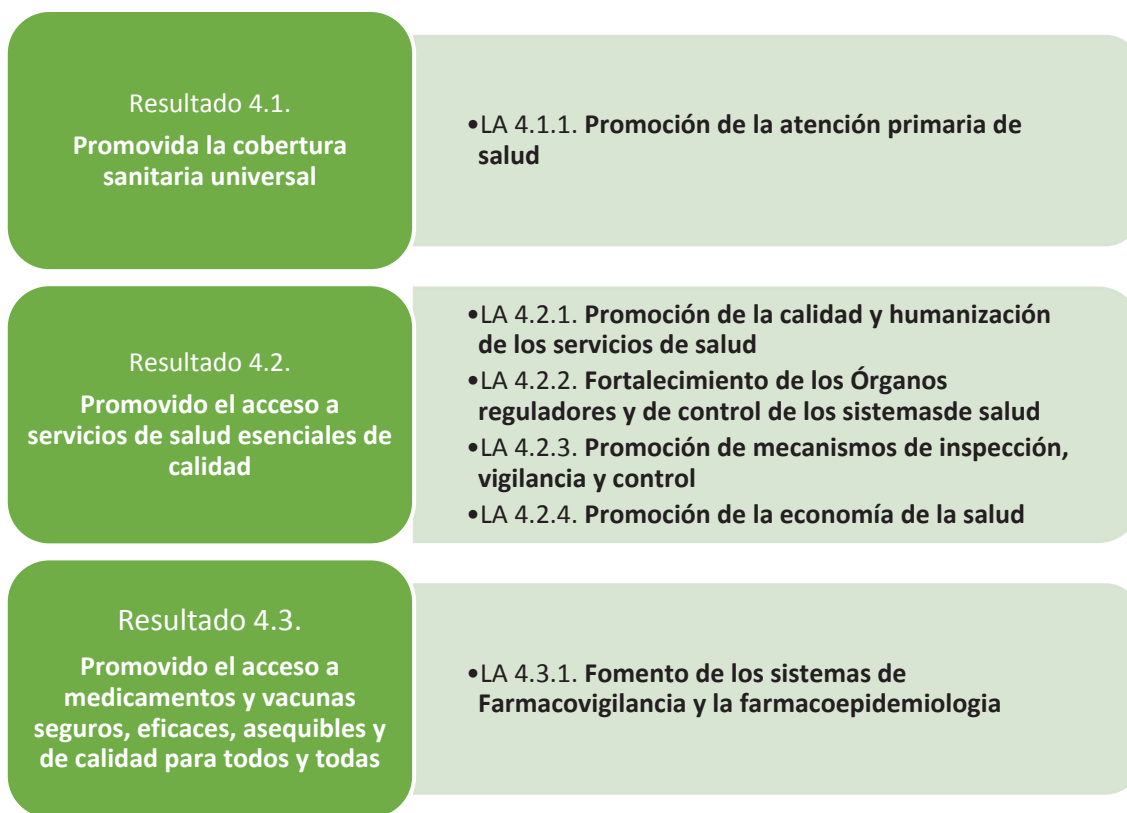 Resultado 4.1.
Promovida la cobertura
sanitaria universal
•LA 4.1.1. Promoción de la atención primaria de
salud
Resultado 4.2.
Promovido el acceso a
servicios de salud esenciales de
calidad
•LA 4.2.1. Promoción de la calidad y humanización
de los servicios de salud
•LA 4.2.2. Fortalecimiento de los Órganos
reguladores y de control de los sistemasde salud
•LA 4.2.3. Promoción de mecanismos de inspección,
vigilancia y control
•LA 4.2.4. Promoción de la economía de la salud
Resultado 4.3.
Promovido el acceso a
medicamentos y vacunas
seguros, eficaces, asequibles y
de calidad para todos y todas
•LA 4.3.1. Fomento de los sistemas de
Farmacovigilancia y la farmacoepidemiologia